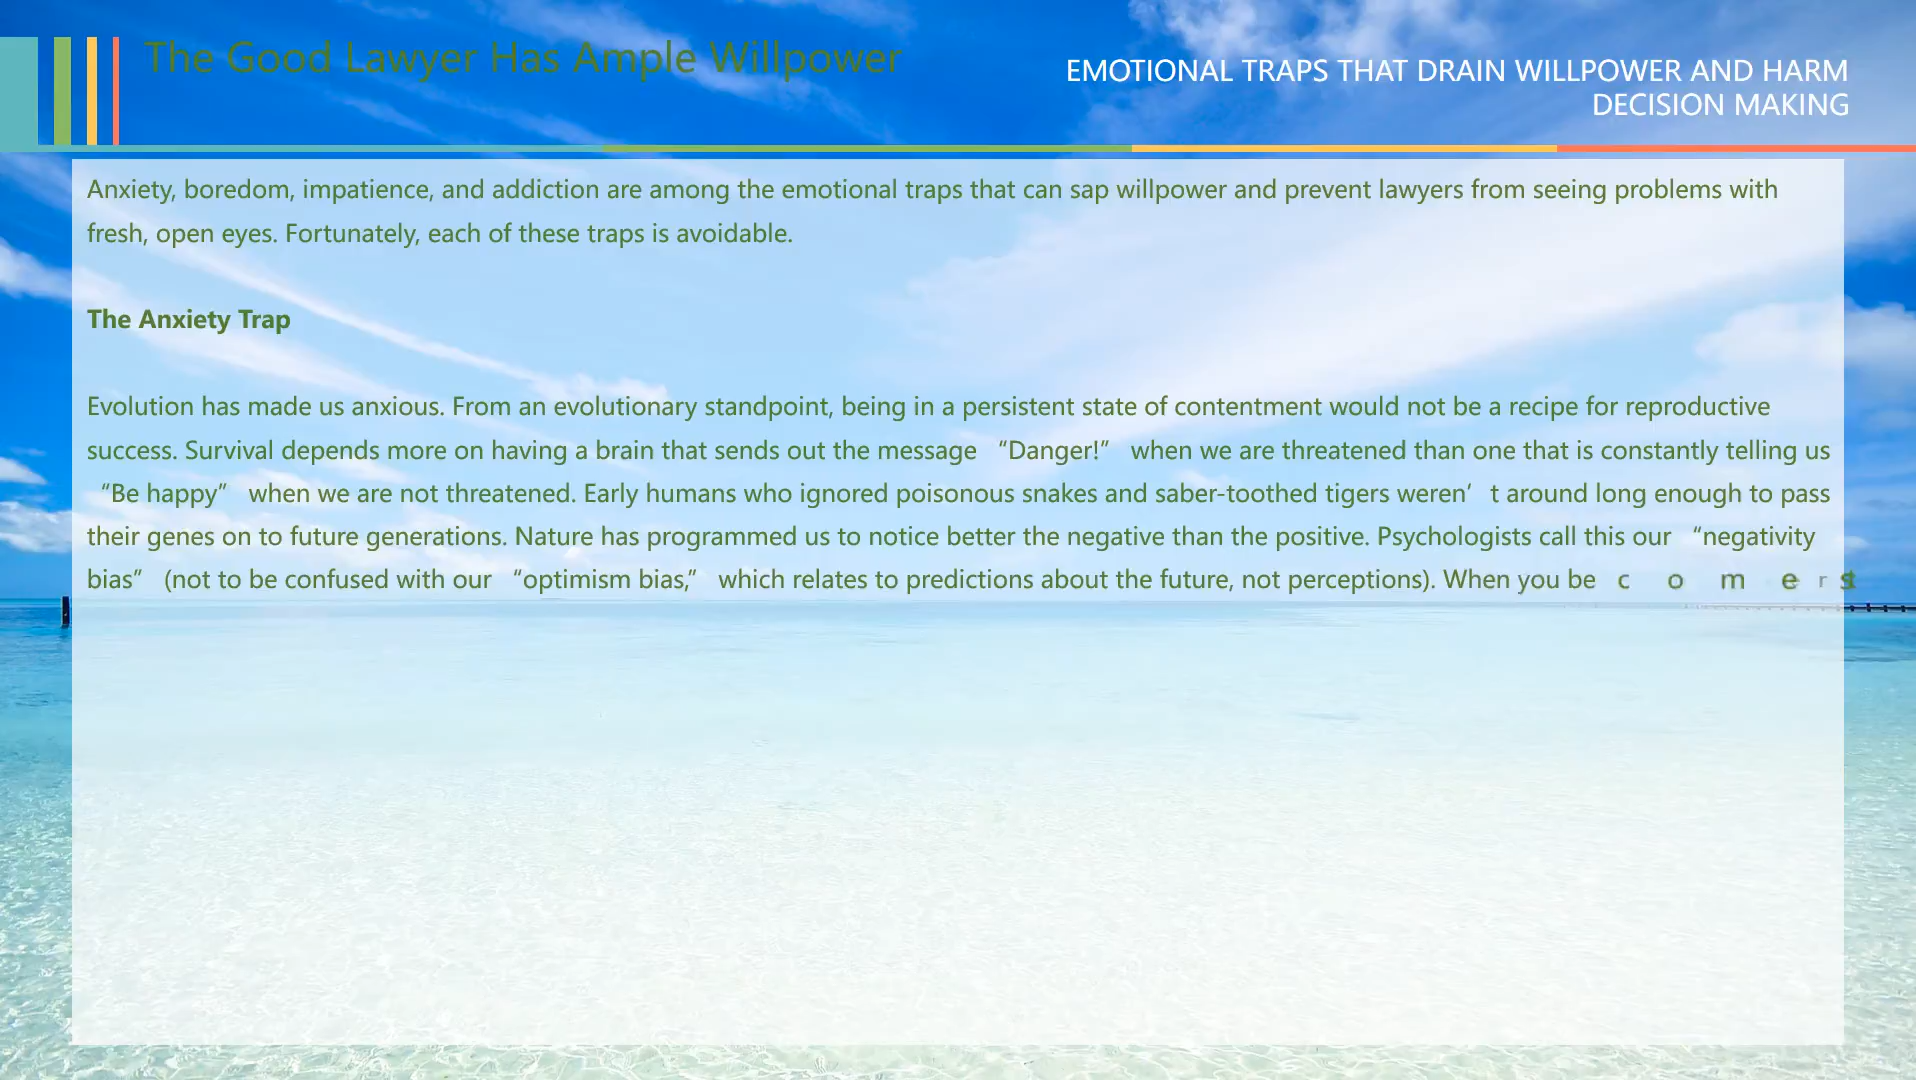 The Good Lawyer Has Ample Willpower
EMOTIONAL TRAPS THAT DRAIN WILLPOWER AND HARM
DECISION MAKING
Anxiety, boredom, impatience, and addiction are among the emotional traps that can sap willpower and prevent lawyers from seeing problems with
fresh, open eyes. Fortunately, each of these traps is avoidable.
The Anxiety Trap
Evolution has made us anxious. From an evolutionary standpoint, being in a persistent state of contentment would not be a recipe for reproductive
success. Survival depends more on having a brain that sends out the message “Danger!” when we are threatened than one that is constantly telling us
“Be happy” when we are not threatened. Early humans who ignored poisonous snakes and saber-toothed tigers weren’t around long enough to pass
their genes on to future generations. Nature has programmed us to notice better the negative than the positive. Psychologists call this our “negativity
bias” (not to be confused with our “optimism bias,” which relates to predictions about the future, not perceptions). When you be c o m e